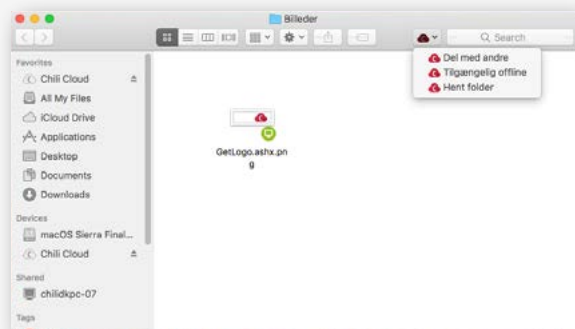 Billeder
Search
Del med andre
Tilgængelig offline
Hent folder
Favorites
Chili Cloud
All My Files
iCloud Drive
Applications
Desktop
Documents
Downloads
Devices
macOS Sierra Final...
Chili Cloud
Shared
chilidkpc-07
Tags
GetLogo.ashx.pn
g